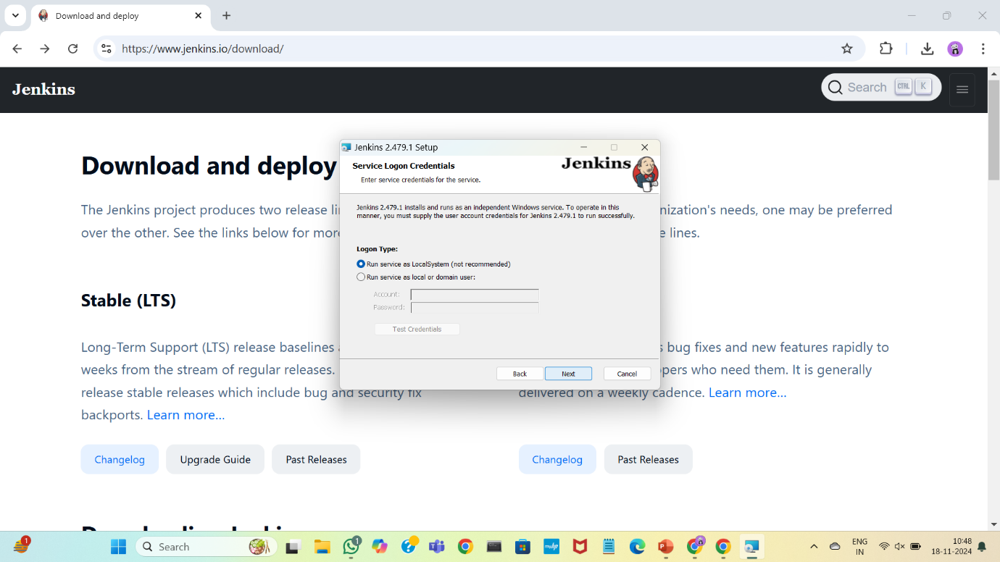 Download and deploy
https://www.jenkins.io/download/
Jenkins
Search CTRL K
Download and deploy
The Jenkins project produces two release li
nization's needs, one may be preferred
over the other. See the links below for mor
e lines.
Stable (LTS)
Long-Term Support (LTS) release baselines
s bug fixes and new features rapidly to
weeks from the stream of regular releases.
opers who need them. It is generally
release stable releases which include bug and security fix
delivered on a weekly cadence. Learn more...
backports. Learn more...
Changelog
Upgrade Guide
Past Releases
Changelog
Past Releases
Jenkins 2.479.1 Setup
Service Logon Credentials
Enter service credentials for the service.
Jenkins
Jenkins 2.479.1 installs and runs as an independent Windows service. To operate in this
manner, you must supply the user account credentials for Jenkins 2.479.1 to run successfully.
Logon Type:
Run service as LocalSystem (not recommended)
Run service as local or domain user:
Account:
Password:
Test Credentials
Back
Next
Cancel
1
Search
1
ENG
IN
10:48
18-11-2024